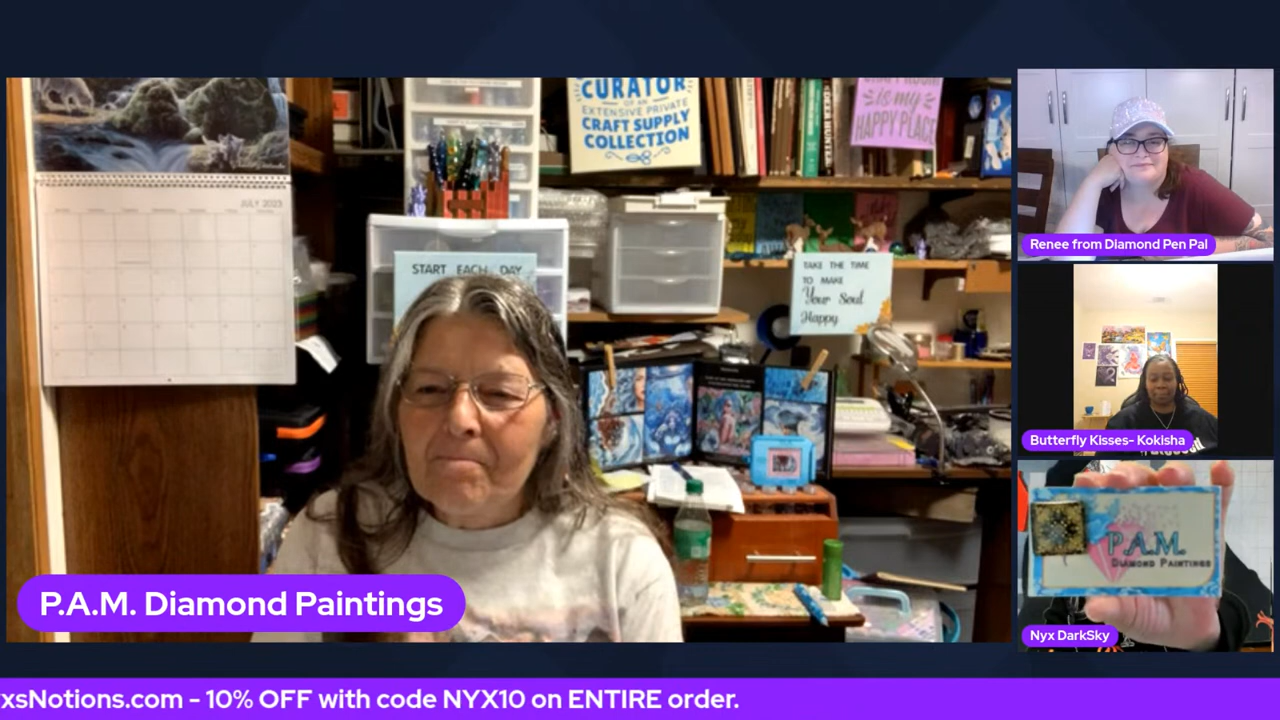 CURATOR
OF AN
EXTENSIVE PRIVATE
CRAFT SUPPLY
COLLECTION
is my
HAPPY PLACE
DEER HUNTER
JULY 2023
START EACH DAY
TAKE THE TIME
TO MAKE
Your Soul
Happy
P.A.M. Diamond Paintings
Renee from Diamond Pen Pal
Butterfly Kisses- Kokisha
P.A.M.
DIAMOND PAINTINGS
Nyx DarkSky
xsNotions.com - 10% OFF with code NYX10 on ENTIRE order.